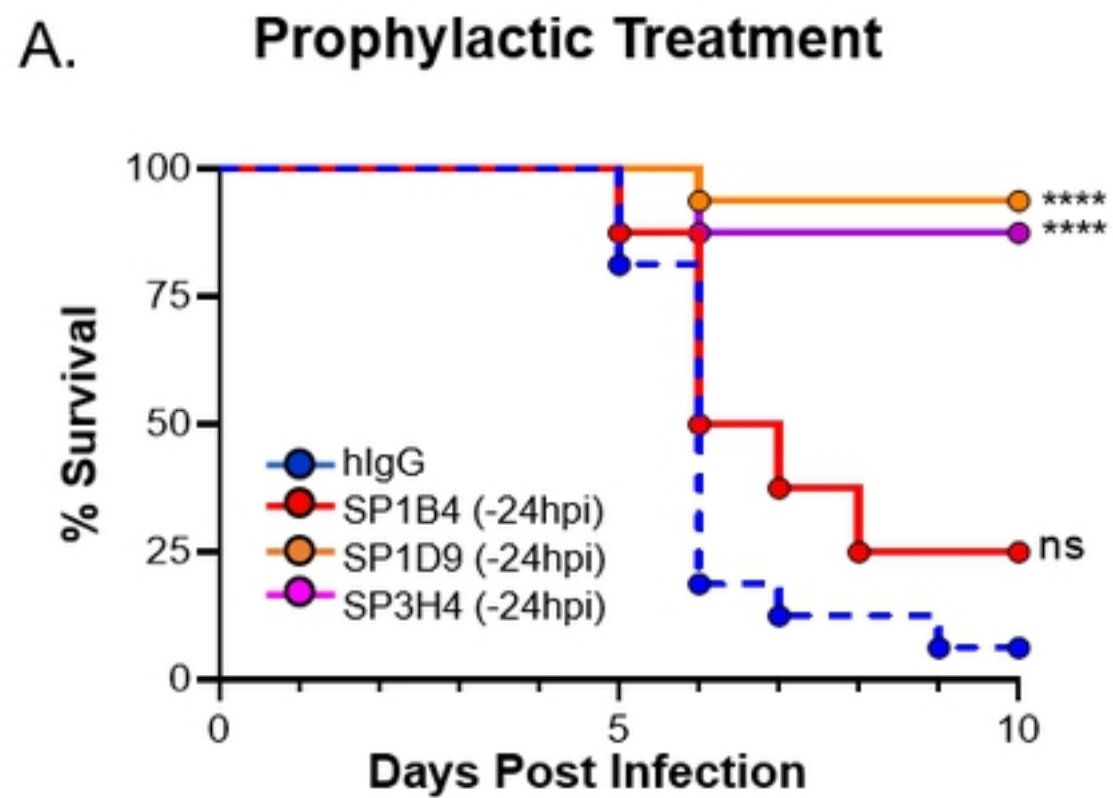 A.
Prophylactic Treatment
100
75
50
25
0
% Survival
****
****
ns
hIgG
SP1B4 (-24hpi)
SP1D9 (-24hpi)
SP3H4 (-24hpi)
0 5 10
Days Post Infection